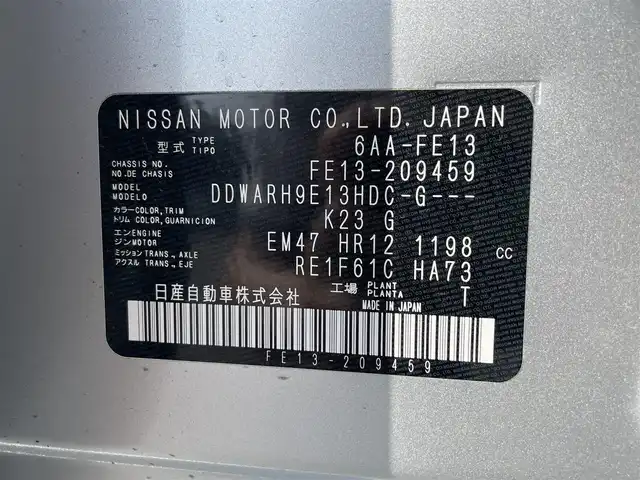 NISSAN MOTOR CO.,LTD. JAPAN
型式 TYPE TIPO 6AA-FE13
CHASSIS NO. NO.DE CHASIS FE13-209459
MODEL MODELO DDWARH9E13HDC-G---
カラー COLOR,TRIM トリム COLOR,GUARNICION K23 G
エンENGINE ジンMOTOR EM47 HR12 1198 CC
ミッション TRANS.,AXLE アクスル TRANS.,EJE RE1F61C HA73
日産自動車株式会社 工場 PLANT PLANTA T
MADE IN JAPAN
FE13-209459